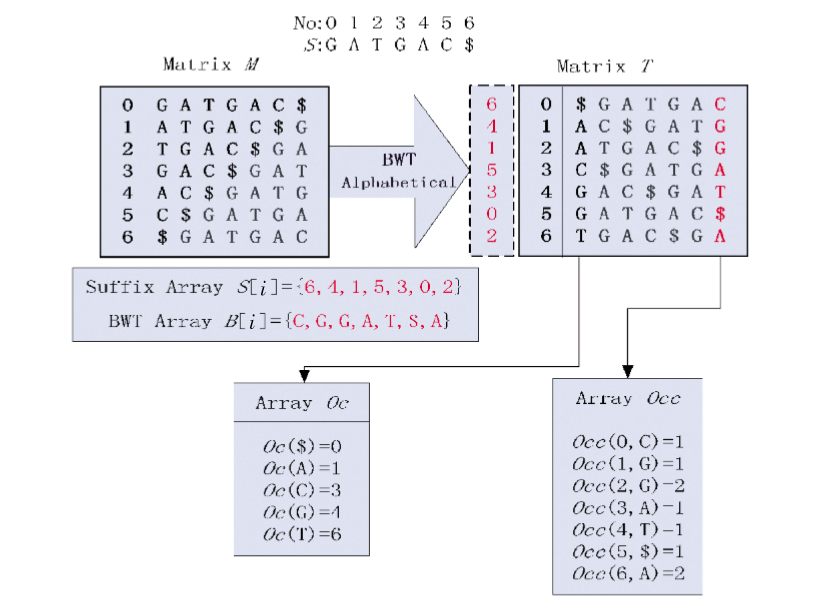 No:0 1 2 3 4 5 6
S:G A T G A C $
Matrix M
0 G A T G A C $
1 A T G A C $ G
2 T G A C $ G A
3 G A C $ G A T
4 A C $ G A T G
5 C $ G A T G A
6 $ G A T G A C
BWT
Alphabetical
Matrix T
6 0 $ G A T G A C
4 1 A C $ G A T G
1 2 A T G A C $ G
5 3 C $ G A T G A
3 4 G A C $ G A T
0 5 G A T G A C $
2 6 T G A C $ G A
Suffix Array S[i]={6, 4, 1, 5, 3, 0, 2}
BWT Array B[i]={C, G, G, A, T, S, A}
Array Oc
Oc($)=0
Oc(A)=1
Oc(C)=3
Oc(G)=4
Oc(T)=6
Array Occ
Occ(0, C)=1
Occ(1, G)=1
Occ(2, G)=2
Occ(3, A)=1
Occ(4, T)=1
Occ(5, $)=1
Occ(6, A)=2